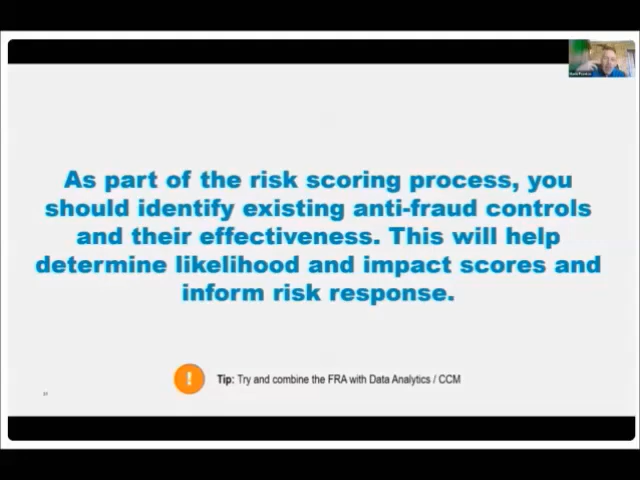 As part of the risk scoring process, you
should identify existing anti-fraud controls
and their effectiveness. This will help
determine likelihood and impact scores and
inform risk response.
Tip: Try and combine the FRA with Data Analytics / CCM